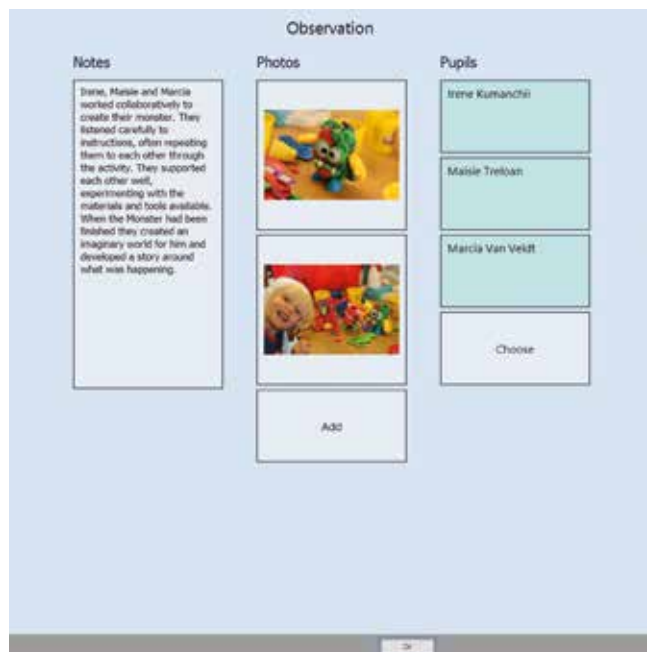 Observation
Notes
Photos
Pupils
Irene, Maisie and Marcia
worked collaboratively to
create their monster. They
listened carefully to
instructions, often repeating
them to each other through
the activity. They supported
each other well,
experimenting with the
materials and tools available.
When the Monster had been
finished they created an
imaginary world for him and
developed a story around
what was happening.
Add
Irene Kumanchii
Maisie Treloan
Marcia Van Veldt
Choose